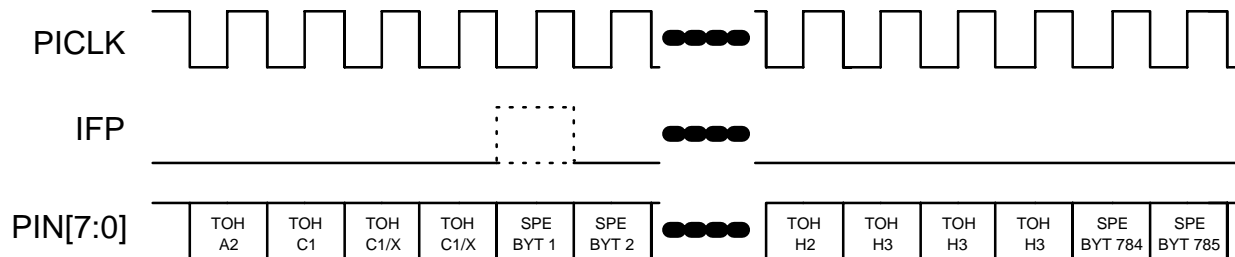 PICLK
IFP
PIN[7:0]
TOH
A2
TOH
C1
TOH
C1/X
TOH
C1/X
SPE
BYT 1
SPE
BYT 2
TOH
H2
TOH
H3
TOH
H3
TOH
H3
SPE
BYT 784
SPE
BYT 785